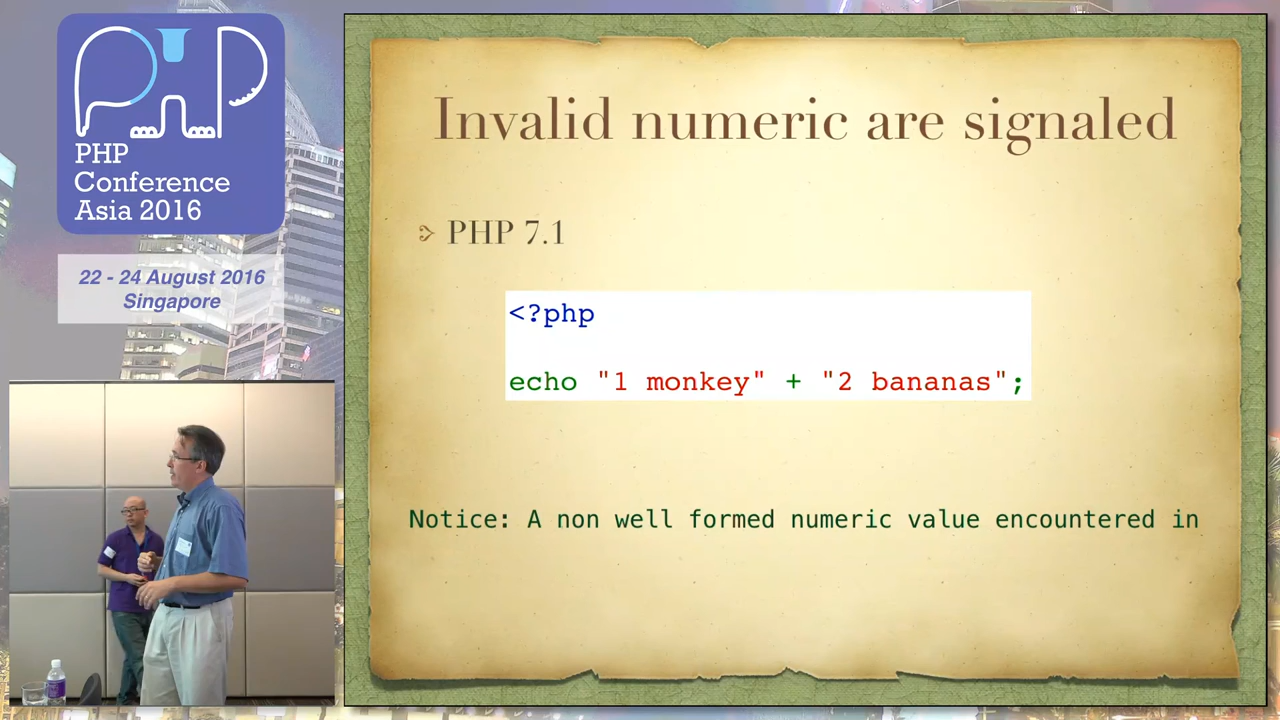 PHP
Conference
Asia 2016
22 - 24 August 2016
Singapore
Invalid numeric are signaled
PHP 7.1
<?php
echo "1 monkey" + "2 bananas";
Notice: A non well formed numeric value encountered in